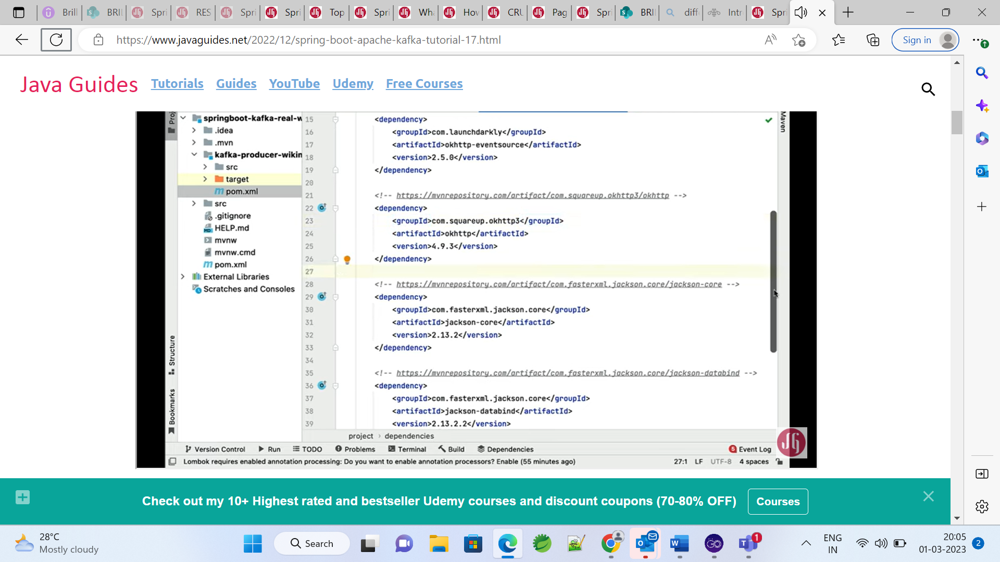 Brill
BRII
Spri
RES
Spri
Spri
Top
Spri
Wha
How
CRU
Pag
Spri
BRII
diff
Intr
Spri
https://www.javaguides.net/2022/12/spring-boot-apache-kafka-tutorial-17.html
Sign in
Java Guides
Tutorials
Guides
YouTube
Udemy
Free Courses
Structure
Bookmarks
springboot-kafka-real-w
.idea
.mvn
kafka-producer-wikim
src
target
pom.xml
src
.gitignore
HELP.md
mvnw
mvnw.cmd
pom.xml
External Libraries
Scratches and Consoles
15 <dependency>
16 <groupId>com.launchdarkly</groupId>
17 <artifactId>okhttp-eventsource</artifactId>
18 <version>2.5.0</version>
19 </dependency>
20
21 <!-- https://mvnrepository.com/artifact/com.squareup.okhttp3/okhttp -->
22 <dependency>
23 <groupId>com.squareup.okhttp3</groupId>
24 <artifactId>okhttp</artifactId>
25 <version>4.9.3</version>
26 </dependency>
27
28 <!-- https://mvnrepository.com/artifact/com.fasterxml.jackson.core/jackson-core -->
29 <dependency>
30 <groupId>com.fasterxml.jackson.core</groupId>
31 <artifactId>jackson-core</artifactId>
32 <version>2.13.2</version>
33 </dependency>
34
35 <!-- https://mvnrepository.com/artifact/com.fasterxml.jackson.core/jackson-databind -->
36 <dependency>
37 <groupId>com.fasterxml.jackson.core</groupId>
38 <artifactId>jackson-databind</artifactId>
39 <version>2.13.2.2</version>
Maven
project › dependencies
Version Control
Run
TODO
Problems
Terminal
Build
Dependencies
5 Event Log
Lombok requires enabled annotation processing: Do you want to enable annotation processors? Enable (55 minutes ago)
27:1 LF UTF-8 4 spaces
Check out my 10+ Highest rated and bestseller Udemy courses and discount coupons (70-80% OFF)
Courses
28°C
Mostly cloudy
Search
1
ENG
IN
20:05
01-03-2023
2